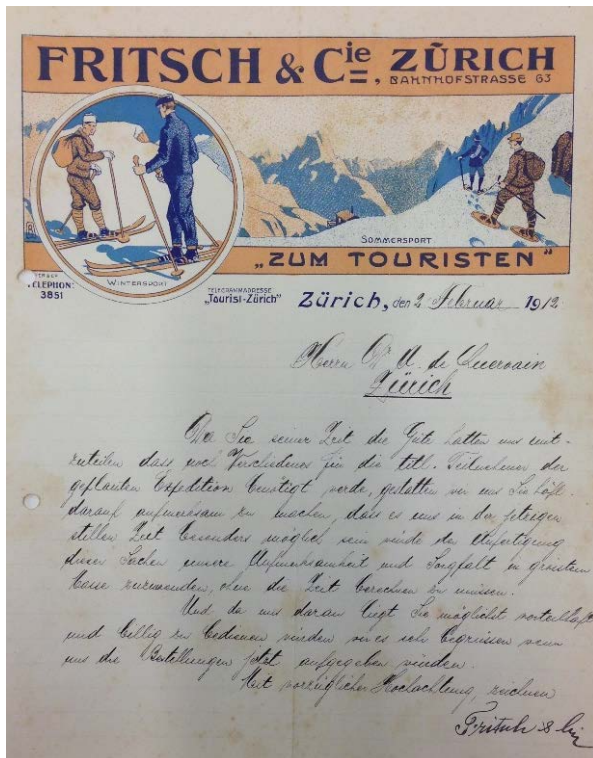 FRITSCH & Cie, ZÜRICH
BAHNHOFSTRASSE 63
SOMMERSPORT
„ZUM TOURISTEN"
WINTERSPORT
TELEPHON:
3851
TELEGRAMMADRESSE
„Tourist-Zürich"
Zürich, den 2 Februar 1912
Herrn Dr A. de Quervain
Zürich
Da Sie seiner Zeit die Güte hatten uns mit-
zuteilen dass noch Verschiedenes für die titl. Teilnehmer der
geplanten Expedition benötigt werde, gestatten wir uns Sie höfl.
darauf aufmerksam zu machen, dass es uns in der jetzigen
stillen Zeit besonders möglich sein würde der Anfertigung
dieser Sachen unsere Aufmerksamkeit und Sorgfalt in grösstem
Masse zuzuwenden, ohne die Zeit berechnen zu müssen.
Und da uns daran liegt Sie möglichst vorteilhaft
und billig zu bedienen würden wir es sehr begrüssen wenn
uns die Bestellungen jetzt aufgegeben würden.
Mit vorzüglicher Hochachtung, zeichnen
Fritsch & Cie